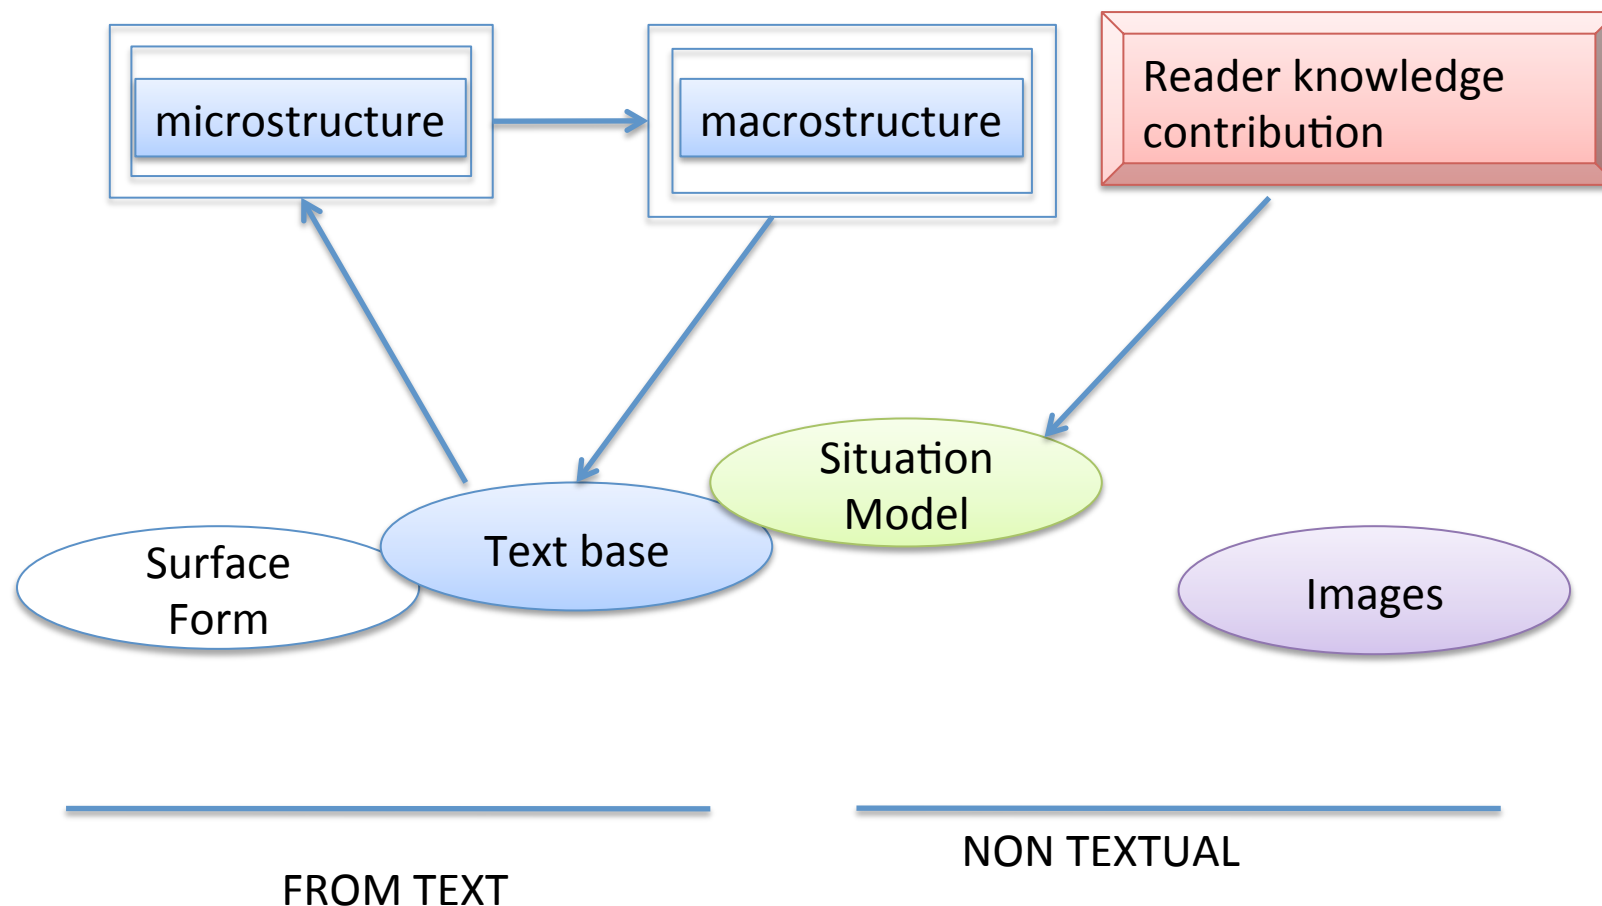 microstructure
macrostructure
Reader knowledge
contribution
Situation
Model
Text base
Surface
Form
Images
NON TEXTUAL
FROM TEXT